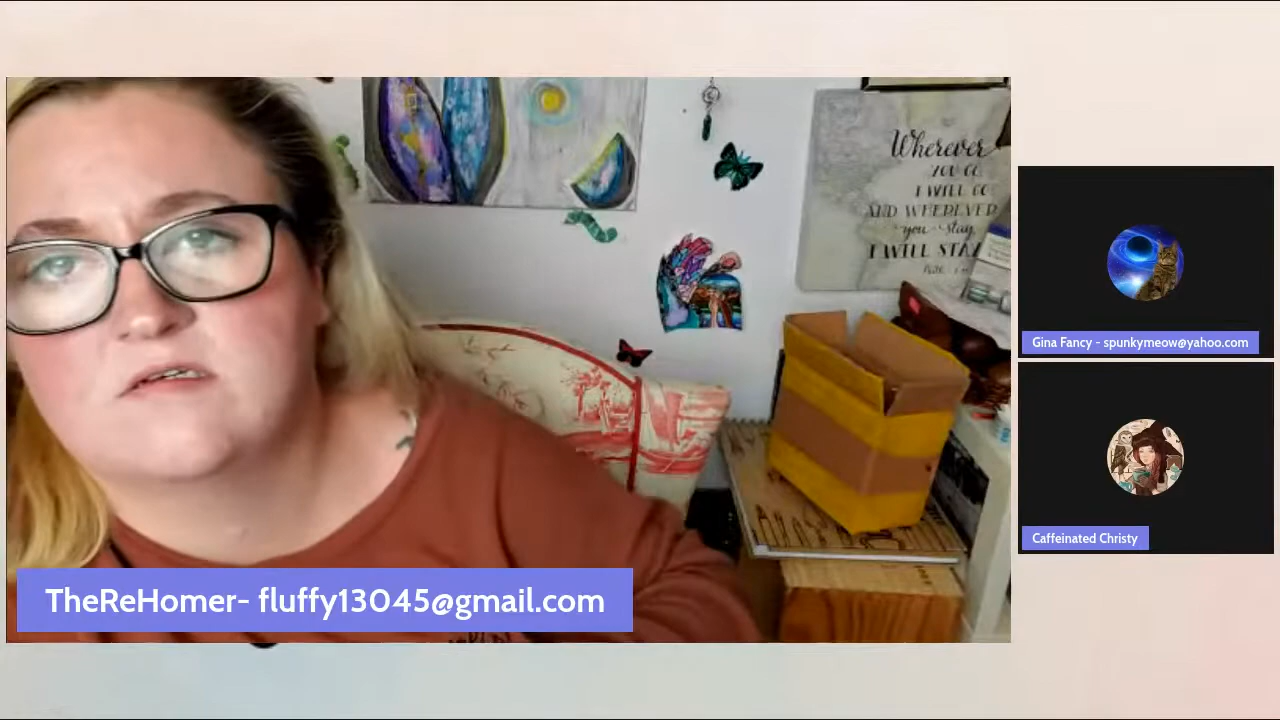 Wherever
YOU GO
I WILL GO
AND WHEREVER
you stay,
I WILL STAY
Gina Fancy - spunkymeow@yahoo.com
Caffeinated Christy
TheReHomer- fluffy13045@gmail.com